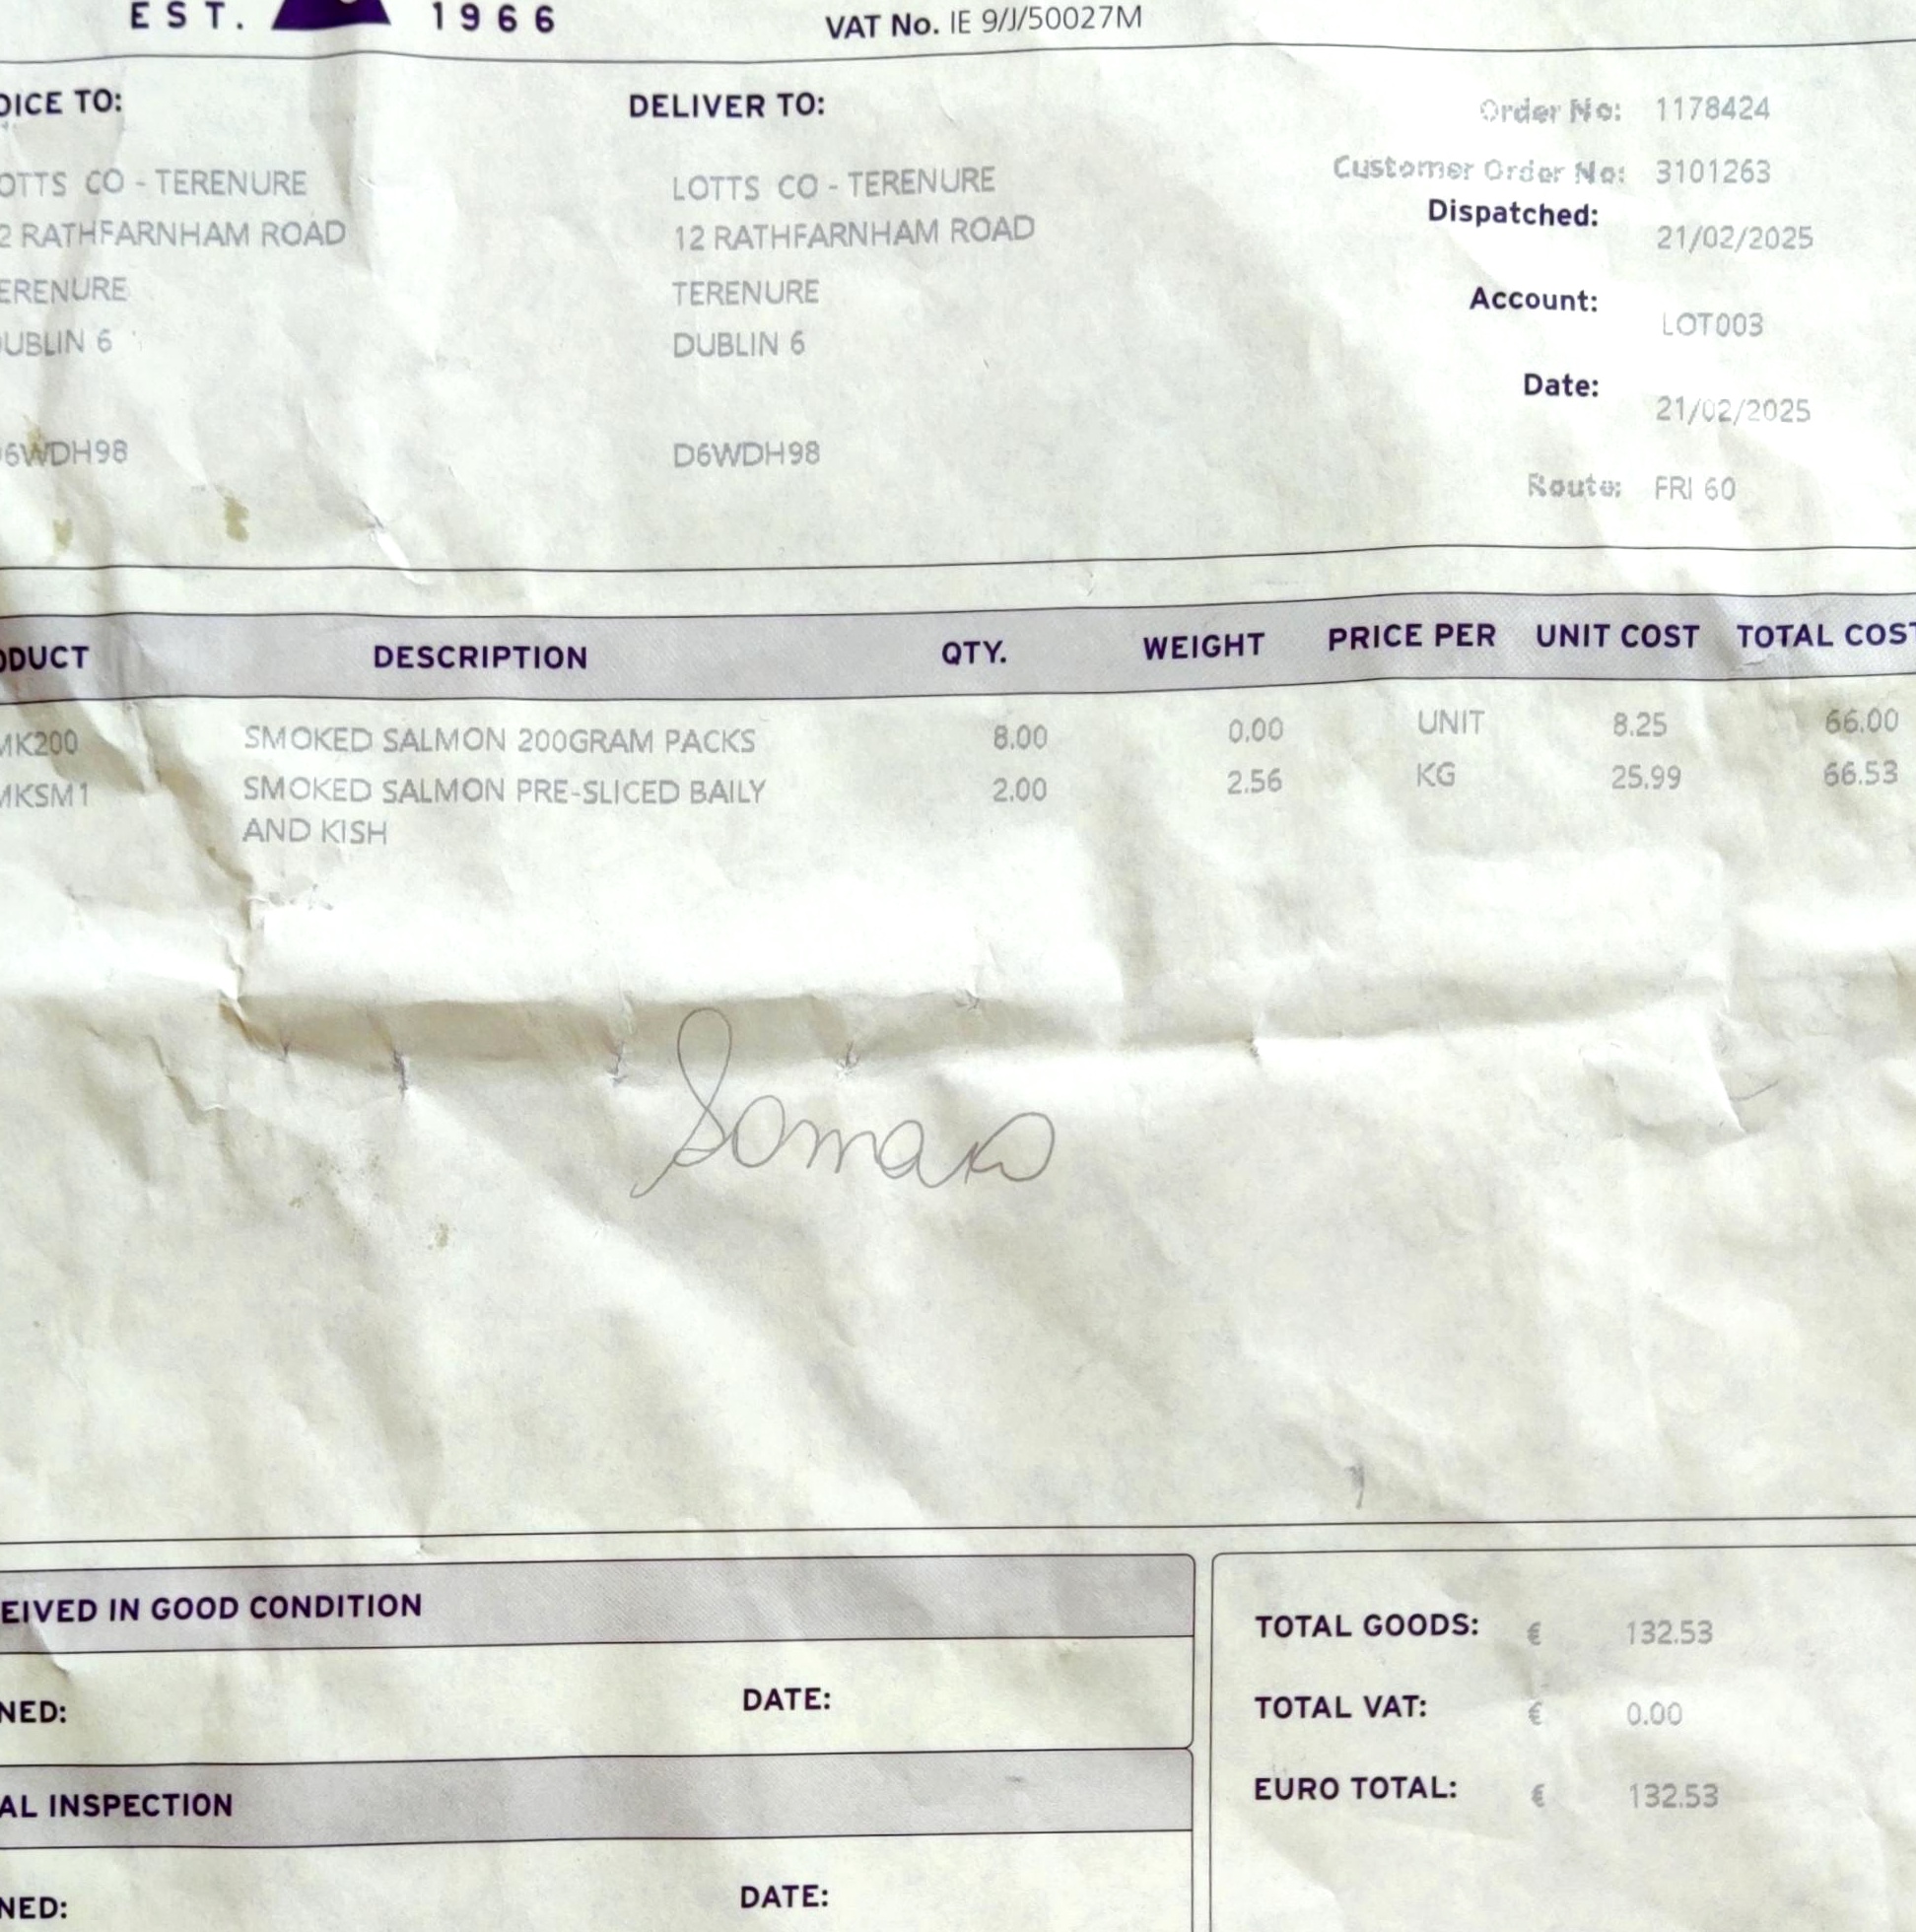 EST. 1966
VAT No. IE 9/J/50027M
OICE TO:
OTTS CO - TERENURE
2 RATHFARNHAM ROAD
ERENURE
UBLIN 6
6WDH98
DELIVER TO:
LOTTS CO - TERENURE
12 RATHFARNHAM ROAD
TERENURE
DUBLIN 6
D6WDH98
Order No: 1178424
Customer Order No: 3101263
Dispatched: 21/02/2025
Account: LOT003
Date: 21/02/2025
Route: FRI 60
ODUCT DESCRIPTION QTY. WEIGHT PRICE PER UNIT COST TOTAL COST
MK200 SMOKED SALMON 200GRAM PACKS 8.00 0.00 UNIT 8.25 66.00
MKSM1 SMOKED SALMON PRE-SLICED BAILY 2.00 2.56 KG 25.99 66.53
AND KISH
EIVED IN GOOD CONDITION
NED: DATE:
AL INSPECTION
NED: DATE:
TOTAL GOODS: € 132.53
TOTAL VAT: € 0.00
EURO TOTAL: € 132.53